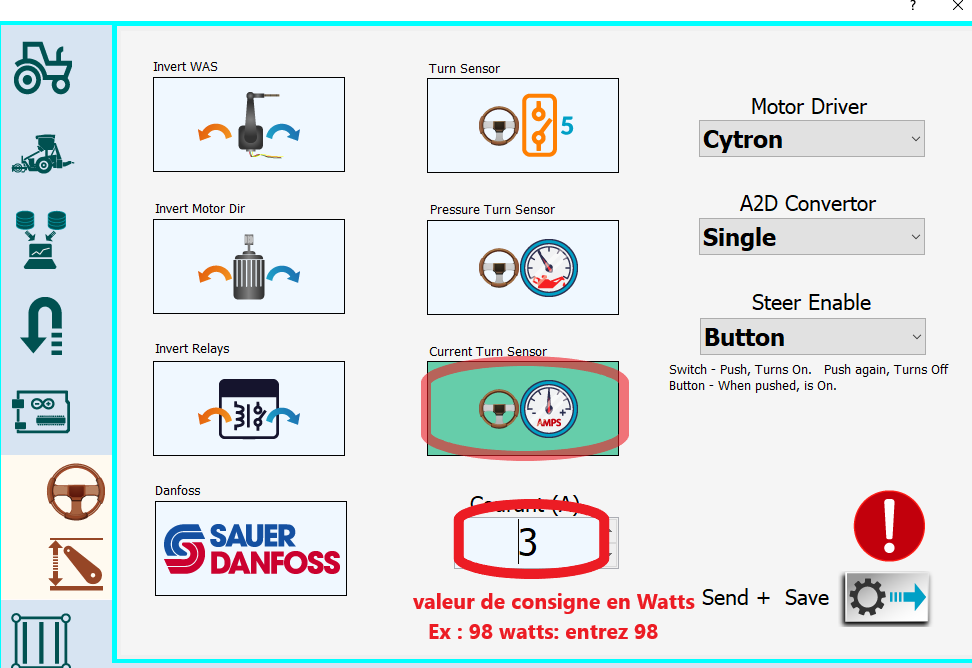 ?
Invert WAS
Turn Sensor
5
Motor Driver
Cytron
Invert Motor Dir
Pressure Turn Sensor
A2D Convertor
Single
Steer Enable
Button
Switch - Push, Turns On. Push again, Turns Off
Button - When pushed, is On.
Invert Relays
Current Turn Sensor
- +
AMPS
Danfoss
SAUER
DANFOSS
Courant (A)
3
!
valeur de consigne en Watts
Ex : 98 watts: entrez 98
Send + Save